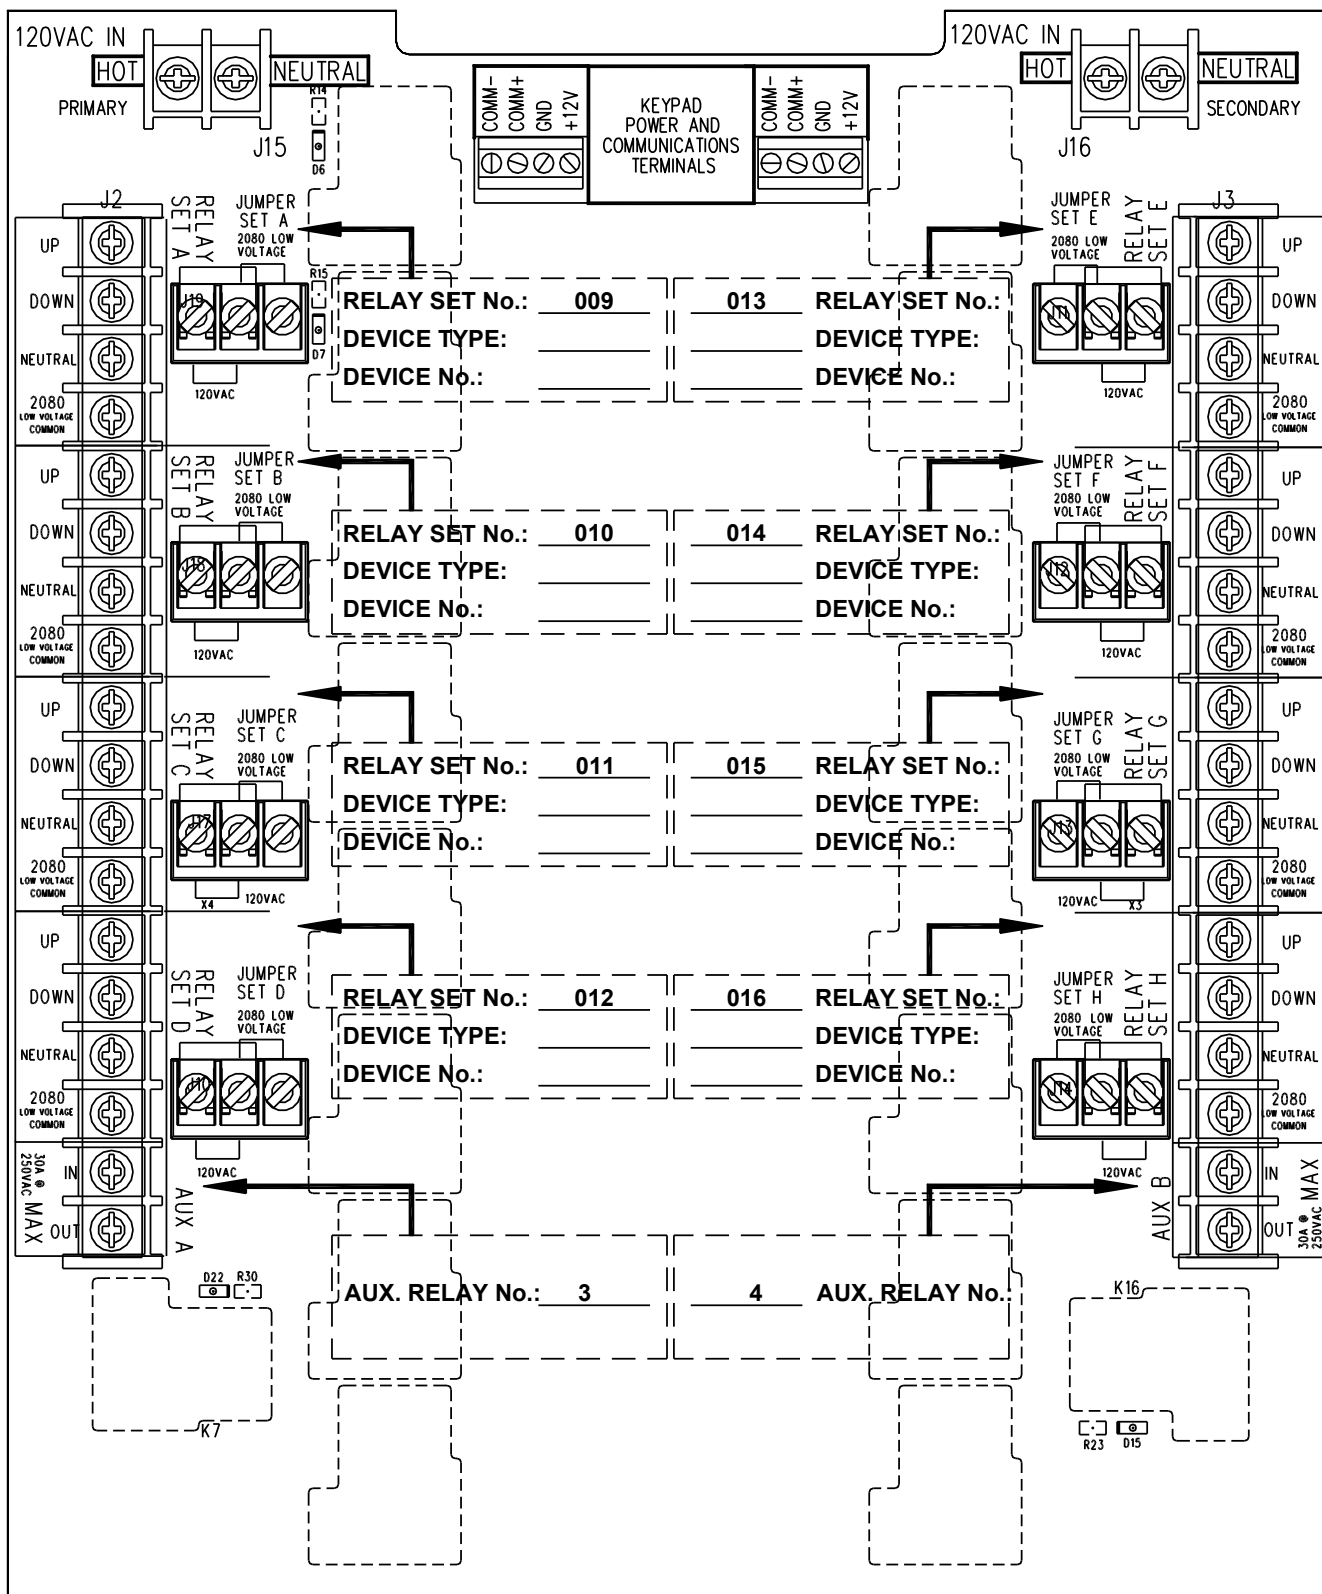 120VAC IN
HOT
NEUTRAL
PRIMARY
J15
R14
D6
COMM-
COMM+
GND
+12V
KEYPAD
POWER AND
COMMUNICATIONS
TERMINALS
COMM-
COMM+
GND
+12V
120VAC IN
HOT
NEUTRAL
SECONDARY
J16
J2
UP
DOWN
NEUTRAL
2080
LOW VOLTAGE
COMMON
RELAY
SET A
JUMPER
SET A
2080 LOW
VOLTAGE
J19
120VAC
R15
D7
RELAY SET No.: 009
DEVICE TYPE:
DEVICE No.:
013 RELAY SET No.:
DEVICE TYPE:
DEVICE No.:
JUMPER
SET E
2080 LOW
VOLTAGE
RELAY
SET E
J11
120VAC
J3
UP
DOWN
NEUTRAL
2080
LOW VOLTAGE
COMMON
UP
DOWN
NEUTRAL
2080
LOW VOLTAGE
COMMON
RELAY
SET B
JUMPER
SET B
2080 LOW
VOLTAGE
J18
120VAC
RELAY SET No.: 010
DEVICE TYPE:
DEVICE No.:
014 RELAY SET No.:
DEVICE TYPE:
DEVICE No.:
JUMPER
SET F
2080 LOW
VOLTAGE
RELAY
SET F
J12
120VAC
UP
DOWN
NEUTRAL
2080
LOW VOLTAGE
COMMON
UP
DOWN
NEUTRAL
2080
LOW VOLTAGE
COMMON
RELAY
SET C
JUMPER
SET C
2080 LOW
VOLTAGE
J17
X4
120VAC
RELAY SET No.: 011
DEVICE TYPE:
DEVICE No.:
015 RELAY SET No.:
DEVICE TYPE:
DEVICE No.:
JUMPER
SET G
2080 LOW
VOLTAGE
RELAY
SET G
J13
120VAC
X3
UP
DOWN
NEUTRAL
2080
LOW VOLTAGE
COMMON
UP
DOWN
NEUTRAL
2080
LOW VOLTAGE
COMMON
RELAY
SET D
JUMPER
SET D
2080 LOW
VOLTAGE
J10
120VAC
RELAY SET No.: 012
DEVICE TYPE:
DEVICE No.:
016 RELAY SET No.:
DEVICE TYPE:
DEVICE No.:
JUMPER
SET H
2080 LOW
VOLTAGE
RELAY
SET H
J14
120VAC
UP
DOWN
NEUTRAL
2080
LOW VOLTAGE
COMMON
IN
OUT
30A @
250VAC MAX
AUX A
AUX B
IN
OUT
30A @
250VAC MAX
D22
R30
K7
AUX. RELAY No.: 3
4 AUX. RELAY No.:
K16
R23
D15